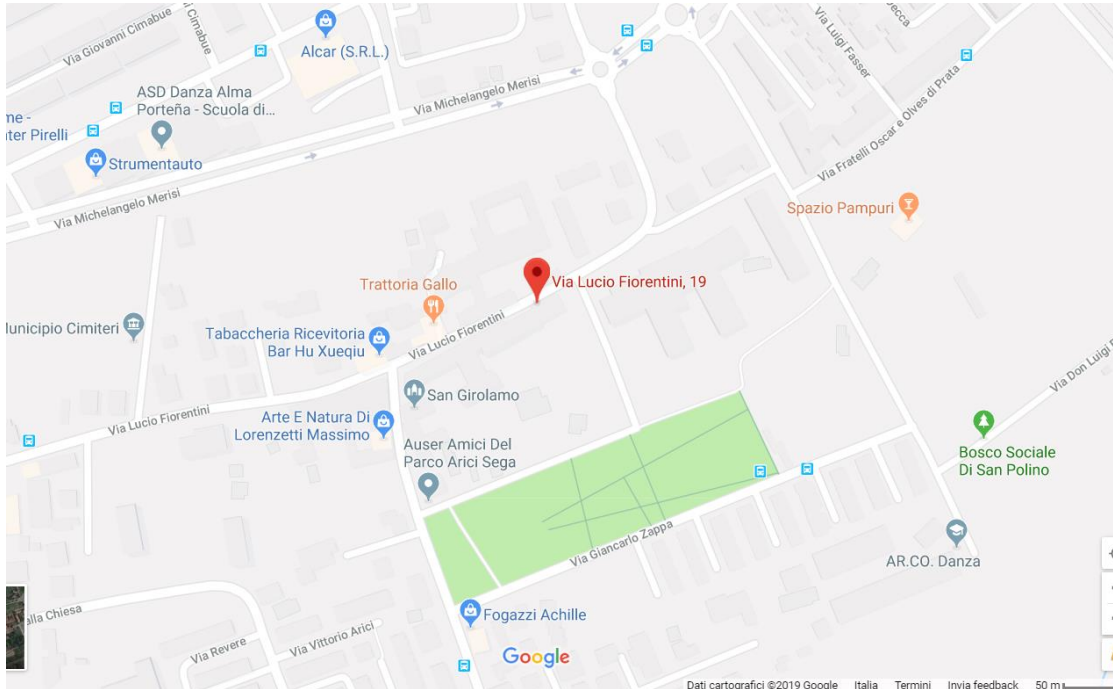 Via Giovanni Cimabue
Cimabue
Alcar (S.R.L.)
Via Luigi Fasser
ASD Danza Alma
Porteña - Scuola di...
Via Michelangelo Merisi
me -
ter Pirelli
Strumentauto
Via Fratelli Oscar e Olves di Prata
Via Michelangelo Merisi
Spazio Pampuri
Via Lucio Fiorentini, 19
Trattoria Gallo
unicipio Cimiteri
Tabaccheria Ricevitoria
Bar Hu Xueqiu
Via Lucio Fiorentini
Via Don Luigi
San Girolamo
Via Lucio Fiorentini
Arte E Natura Di
Lorenzetti Massimo
Auser Amici Del
Parco Arici Sega
Bosco Sociale
Di San Polino
Via Giancarlo Zappa
AR.CO. Danza
alla Chiesa
Fogazzi Achille
Via Vittorio Arici
Via Revere
Google
Dati cartografici ©2019 Google Italia Termini Invia feedback 50 m